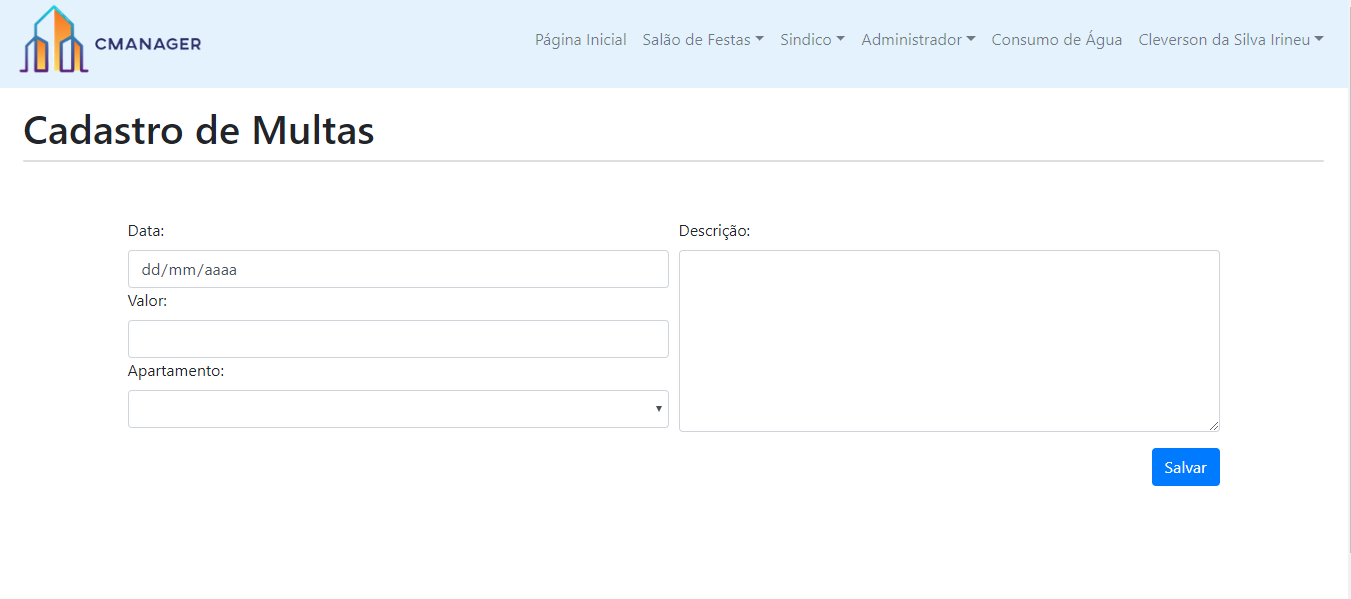 CMANAGER
Página Inicial Salão de Festas Sindico Administrador Consumo de Água Cleverson da Silva Irineu
Cadastro de Multas
Data:
dd/mm/aaaa
Valor:
Apartamento:
Descrição:
Salvar